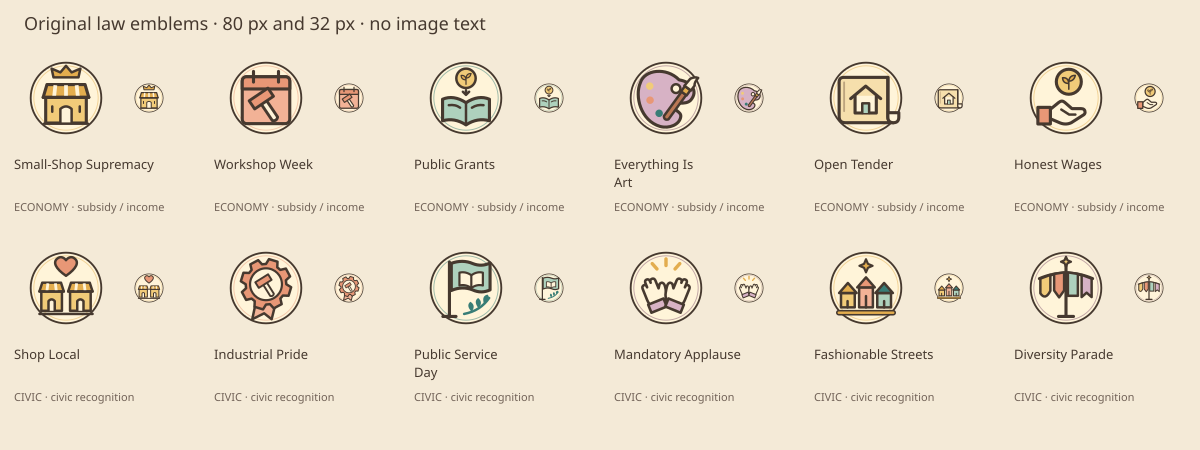 Original law emblems · 80 px and 32 px · no image text
Small-Shop Supremacy
Workshop Week
Public Grants
Everything Is
Art
Open Tender
Honest Wages
ECONOMY · subsidy / income
ECONOMY · subsidy / income
ECONOMY · subsidy / income
ECONOMY · subsidy / income
ECONOMY · subsidy / income
ECONOMY · subsidy / income
Shop Local
Industrial Pride
Public Service
Day
Mandatory Applause
Fashionable Streets
Diversity Parade
CIVIC · civic recognition
CIVIC · civic recognition
CIVIC · civic recognition
CIVIC · civic recognition
CIVIC · civic recognition
CIVIC · civic recognition